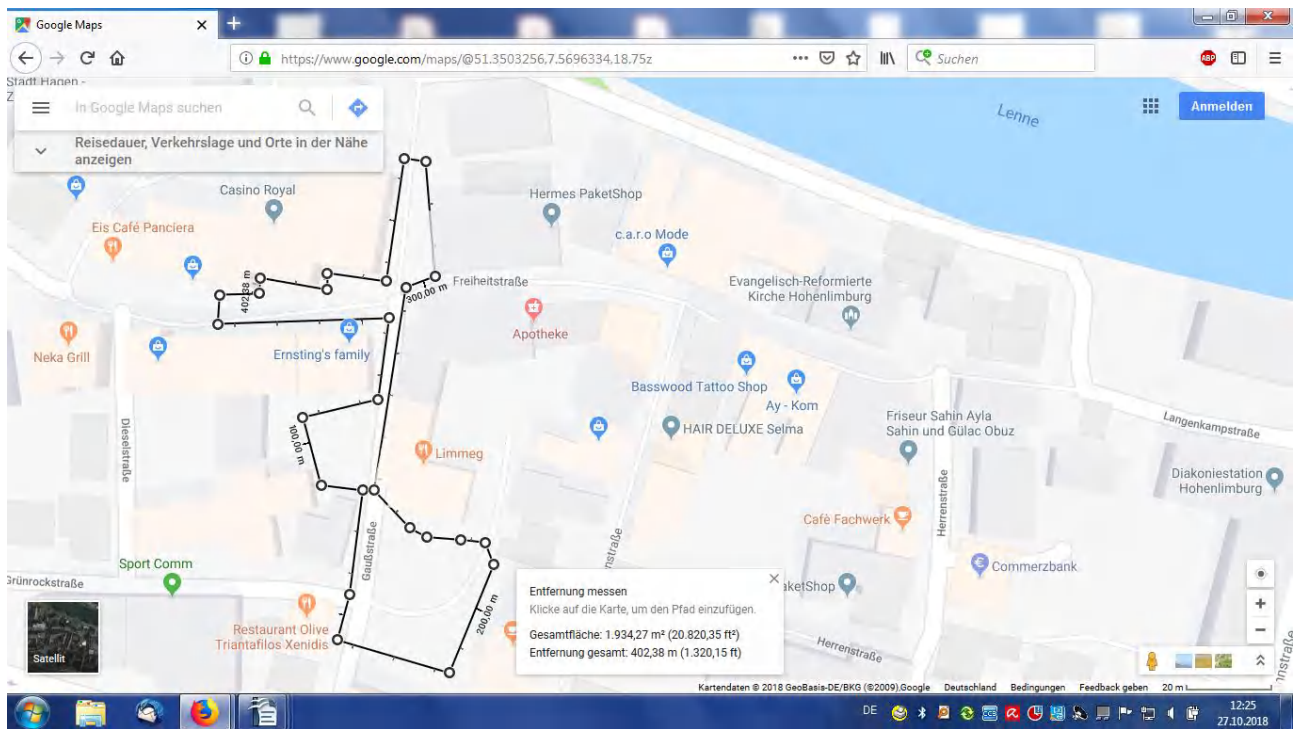 Google Maps
https://www.google.com/maps/@51.3503256,7.5696334,18.75z
Suchen
ABP
Stadt Hagen -
In Google Maps suchen
Reisedauer, Verkehrslage und Orte in der Nähe
anzeigen
Anmelden
Lenne
Casino Royal
Hermes PaketShop
Eis Café Panciera
c.a.r.o Mode
402,38 m
300,00 m
Freiheitstraße
Evangelisch-Reformierte
Kirche Hohenlimburg
Apotheke
Neka Grill
Ernsting's family
Basswood Tattoo Shop
Ay - Kom
Dieselstraße
100,00 m
HAIR DELUXE Selma
Friseur Sahin Ayla
Sahin und Gülac Obuz
Langenkampstraße
Limmeg
Diakoniestation
Hohenlimburg
Herrenstraße
Cafè Fachwerk
Gaußstraße
nstraße
Sport Comm
Commerzbank
Grünrockstraße
200,00 m
Entfernung messen
Klicke auf die Karte, um den Pfad einzufügen.
Gesamtfläche: 1.934,27 m² (20.820,35 ft²)
Entfernung gesamt: 402,38 m (1.320,15 ft)
aketShop
Restaurant Olive
Triantafilos Xenidis
Herrenstraße
nstraße
Satellit
Kartendaten © 2018 GeoBasis-DE/BKG (©2009),Google Deutschland Bedingungen Feedback geben 20 m
DE
12:25
27.10.2018